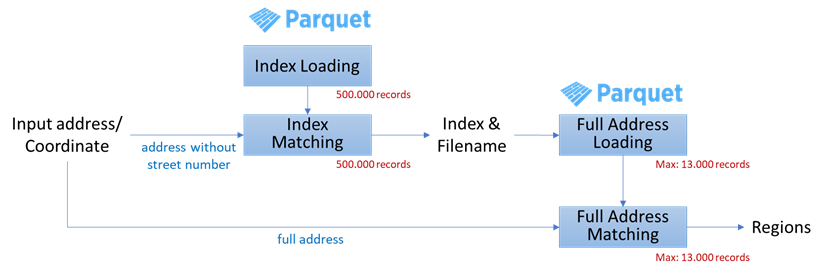 Parquet
Index Loading
500.000 records
Parquet
Input address/
Coordinate
address without
street number
Index
Matching
500.000 records
Index &
Filename
Full Address
Loading
Max: 13.000 records
full address
Full Address
Matching
Max: 13.000 records
Regions